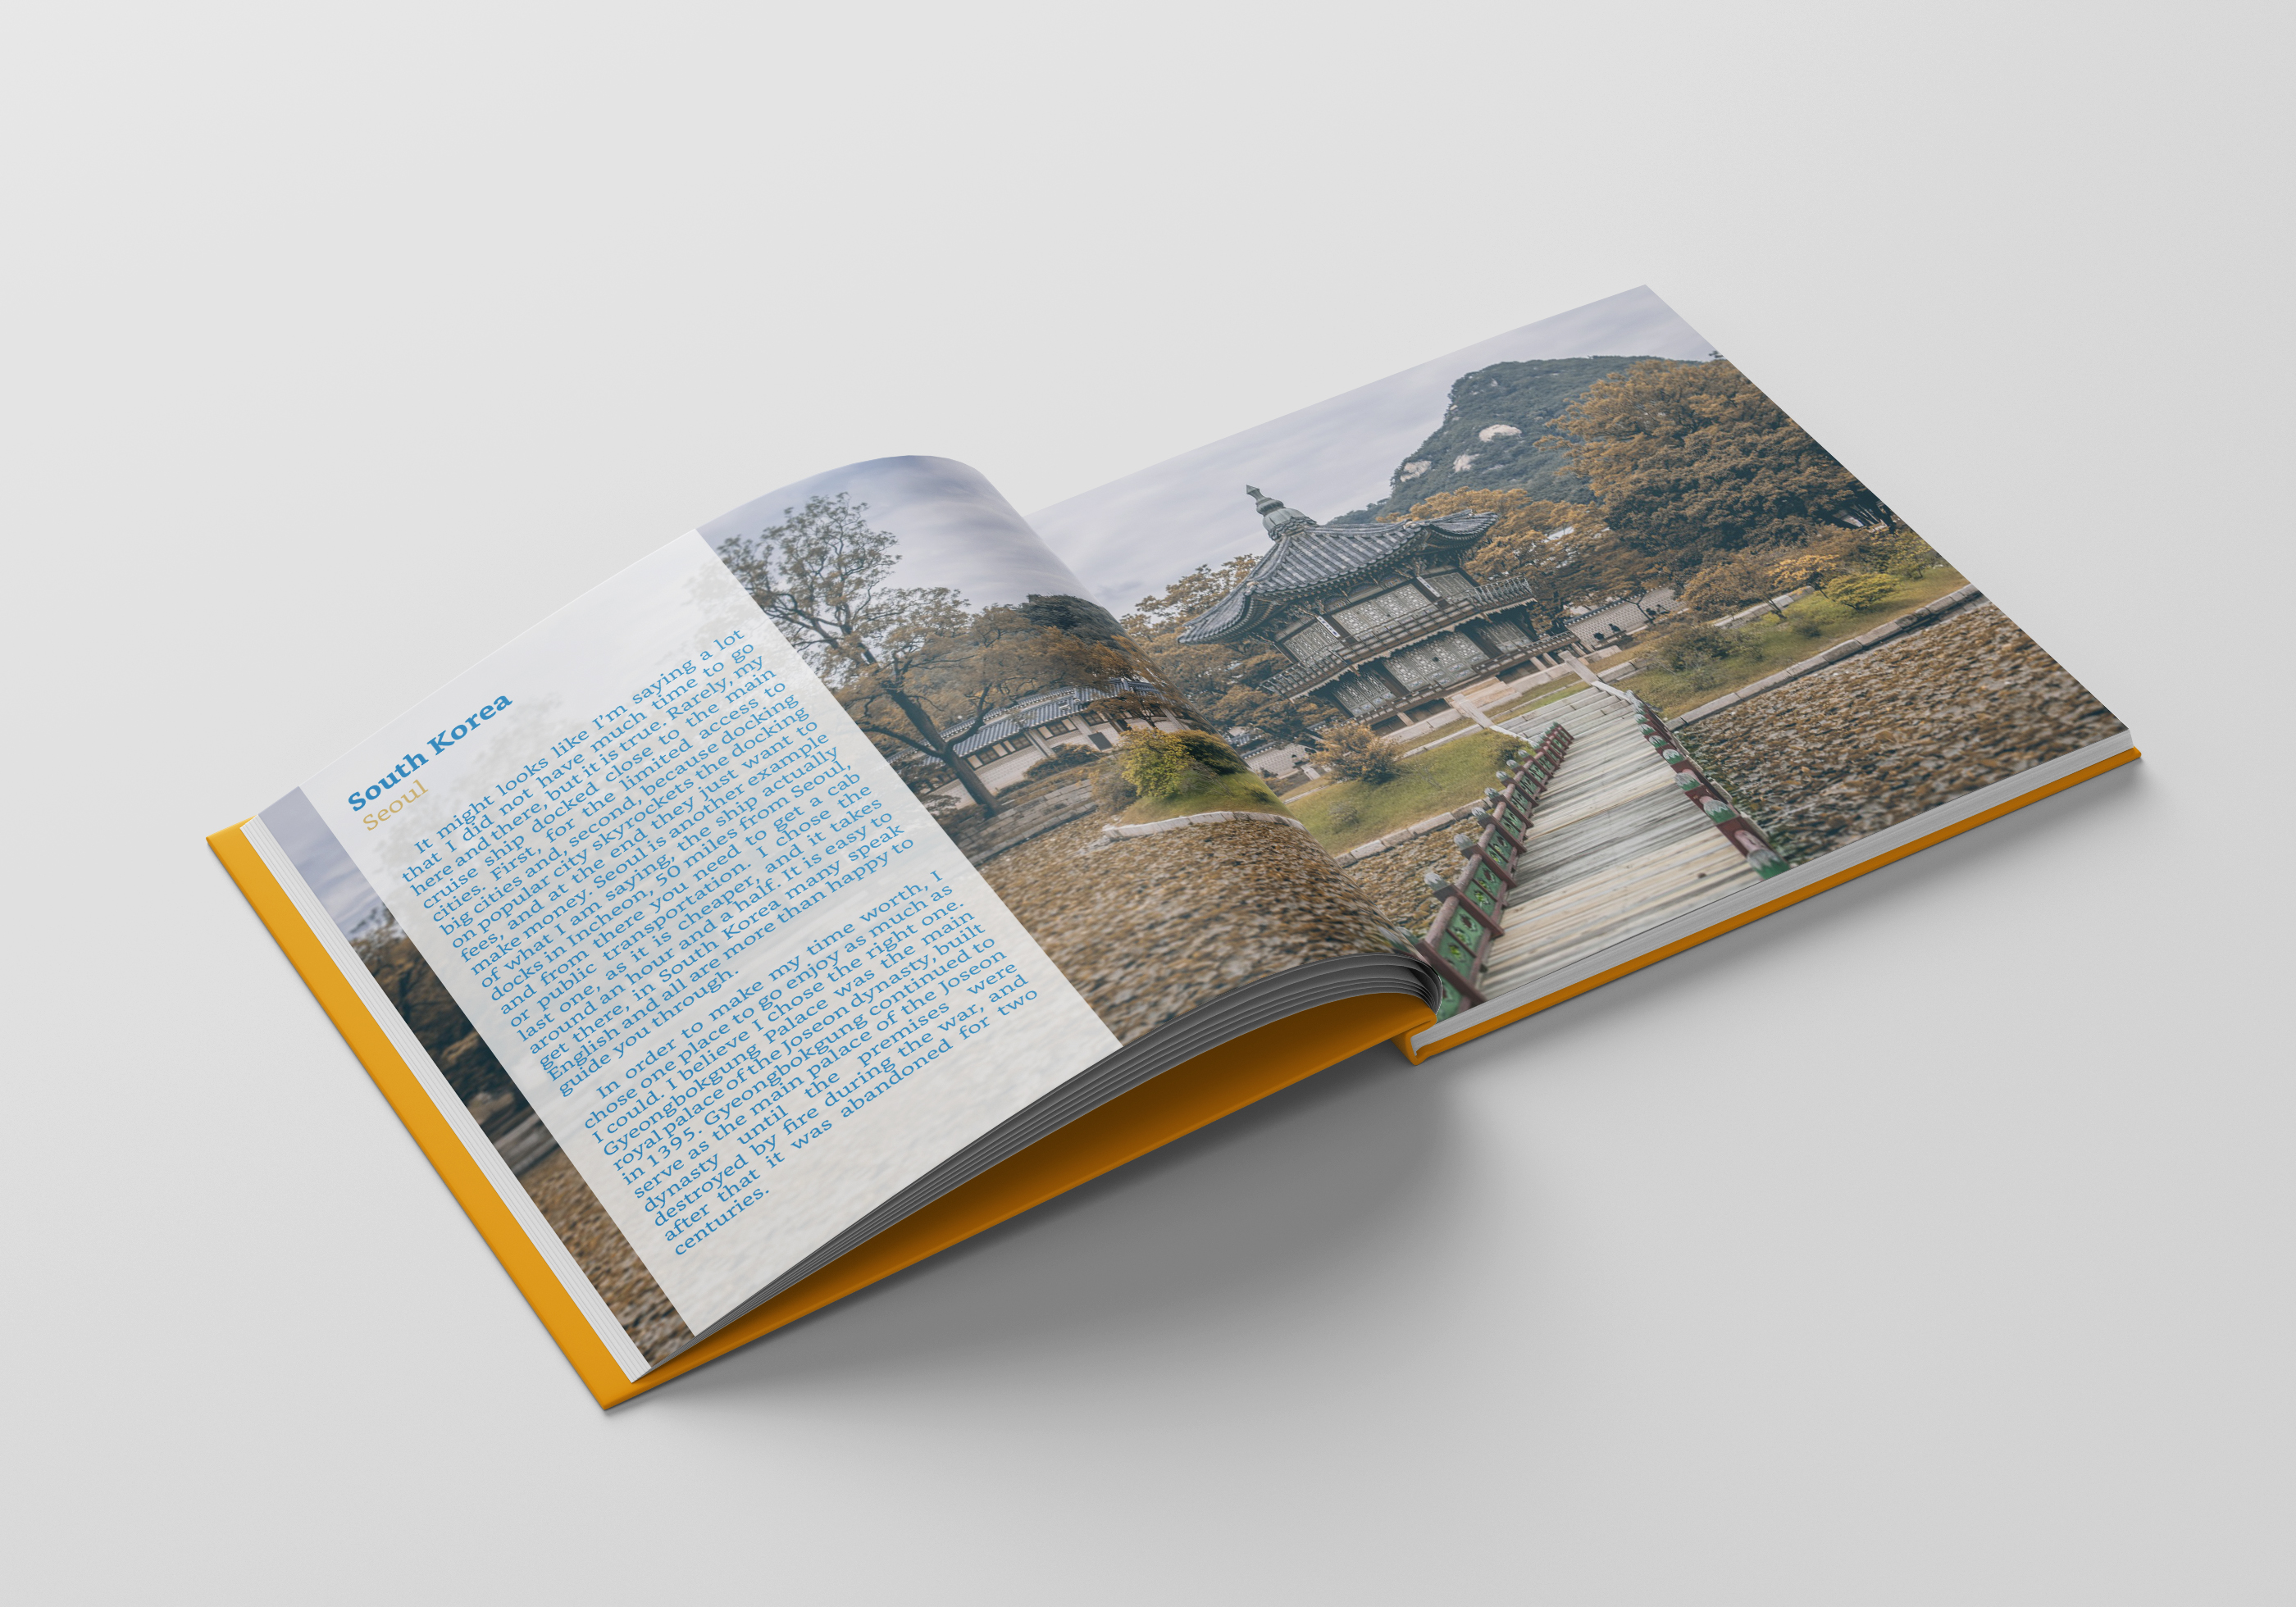 South Korea
Seoul
It might looks like I'm saying a lot
that I did not have much time to go
here and there, but it is true. Rarely, my
cruise ship docked close to the main
cities. First, for the limited access to
big cities and, second, because docking
on popular city skyrockets the docking
fees, and at the end they just want to
make money. Seoul is another example
of what I am saying, the ship actually
docks in Incheon, 50 miles from Seoul,
and from there you need to get a cab
or public transportation. I chose the
last one, as it is cheaper, and it takes
around an hour and a half. It is easy to
get there, in South Korea many speak
English and all are more than happy to
guide you through.
In order to make my time worth, I
chose one place to go enjoy as much as
I could. I believe I chose the right one.
Gyeongbokgung Palace was the main
royal palace of the Joseon dynasty, built
in 1395. Gyeongbokgung continued to
serve as the main palace of the Joseon
dynasty until the premises were
destroyed by fire during the war, and
after that it was abandoned for two
centuries.